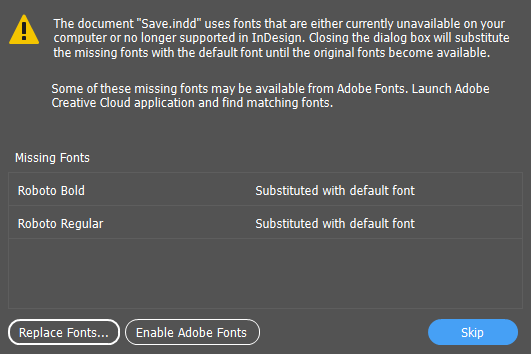 The document "Save.indd" uses fonts that are either currently unavailable on your
computer or no longer supported in InDesign. Closing the dialog box will substitute
the missing fonts with the default font until the original fonts become available.
Some of these missing fonts may be available from Adobe Fonts. Launch Adobe
Creative Cloud application and find matching fonts.
Missing Fonts
Roboto Bold Substituted with default font
Roboto Regular Substituted with default font
Replace Fonts... Enable Adobe Fonts Skip